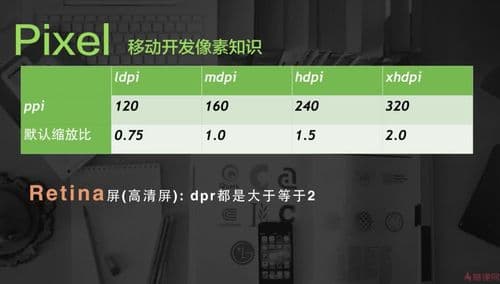 Pixel 移动开发像素知识
ldpi mdpi hdpi xhdpi
ppi 120 160 240 320
默认缩放比 0.75 1.0 1.5 2.0
Retina屏(高清屏): dpr都是大于等于2
慕课网